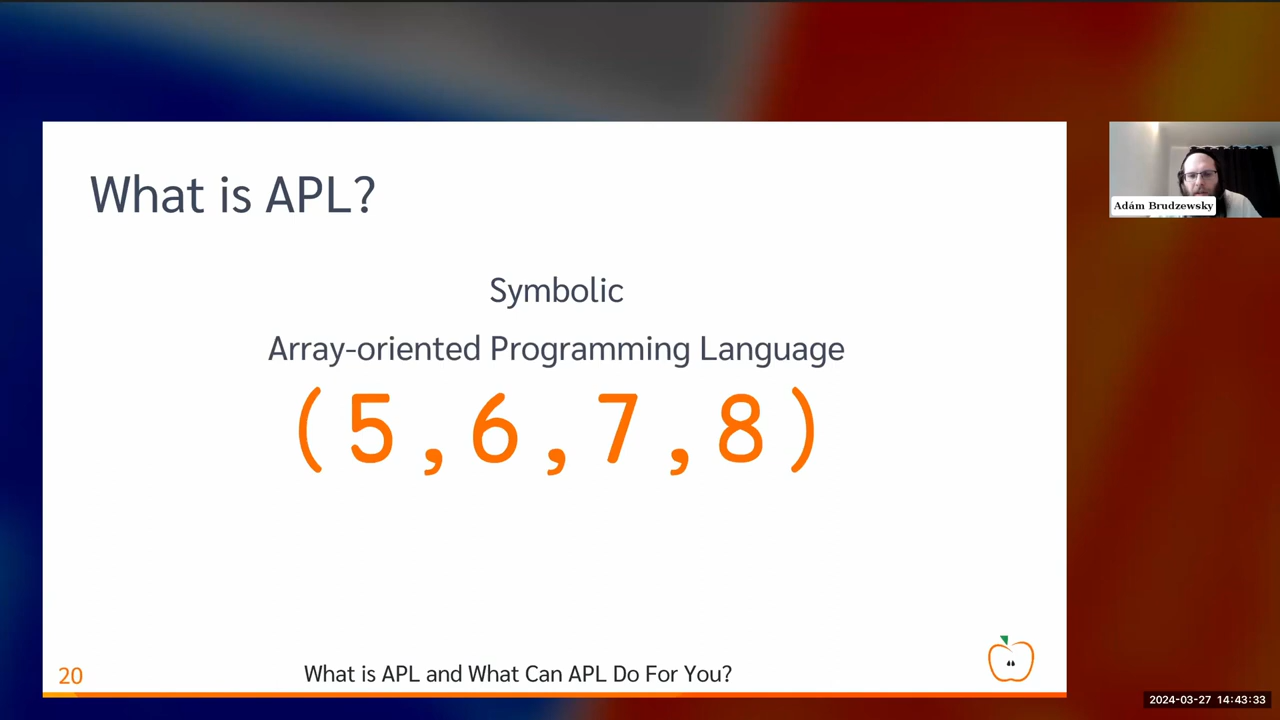 What is APL?
Symbolic
Array-oriented Programming Language
(5,6,7,8)
Adám Brudzewsky
20
What is APL and What Can APL Do For You?
2024-03-27 14:43:33